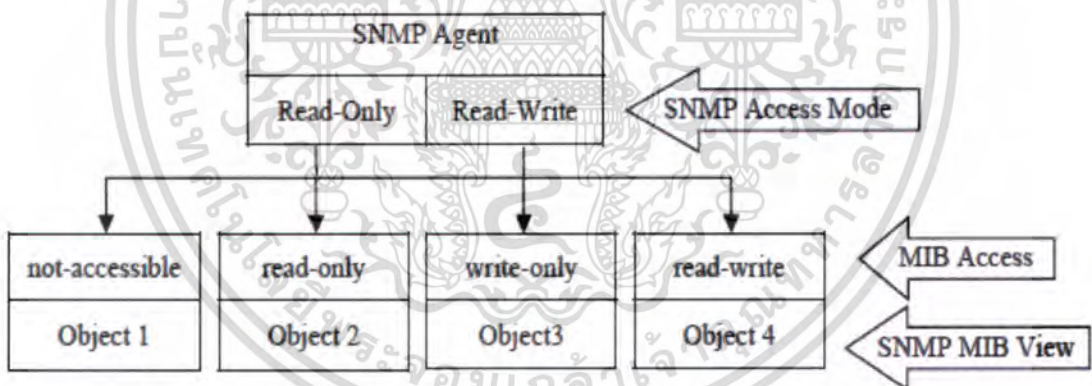 SNMP Agent
Read-Only Read-Write SNMP Access Mode
not-accessible read-only write-only read-write MIB Access
Object 1 Object 2 Object3 Object 4 SNMP MIB View